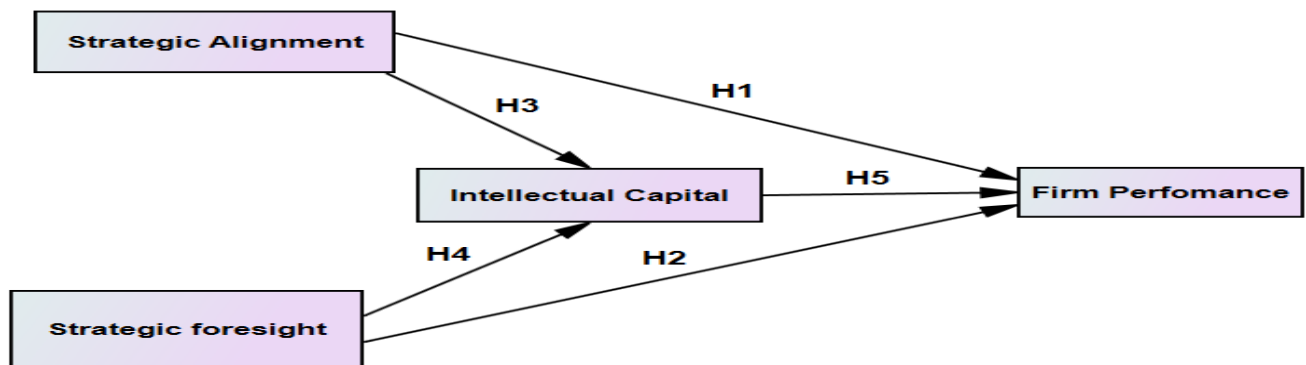 Strategic Alignment
H1
H3
Intellectual Capital
H5
Firm Perfomance
H4
H2
Strategic foresight